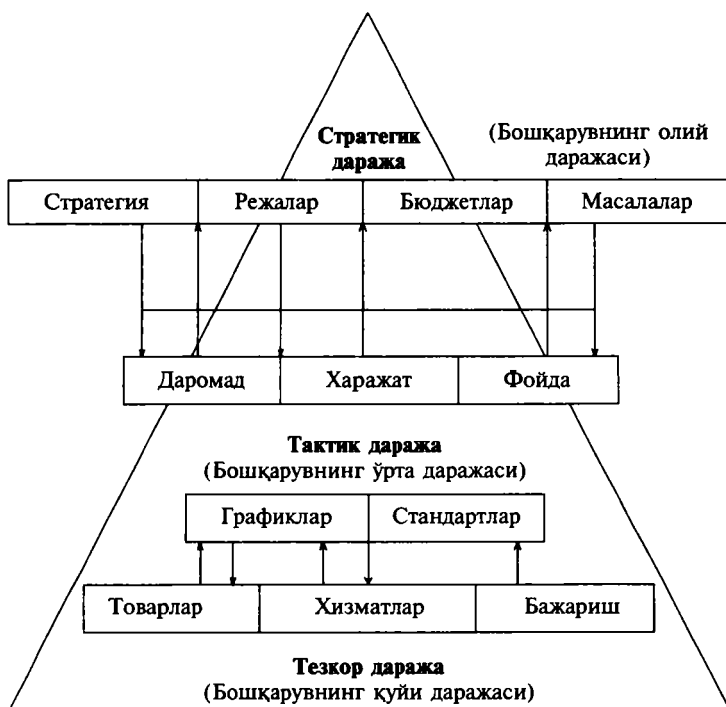 Стратегик
даража
(Бошқарувнинг олий
даражаси)
Стратегия Режалар Бюджетлар Масалалар
Даромад Харажат Фойда
Тактик даража
(Бошқарувнинг ўрта даражаси)
Графиклар Стандартлар
Товарлар Хизматлар Бажариш
Тезкор даража
(Бошқарувнинг қуйи даражаси)